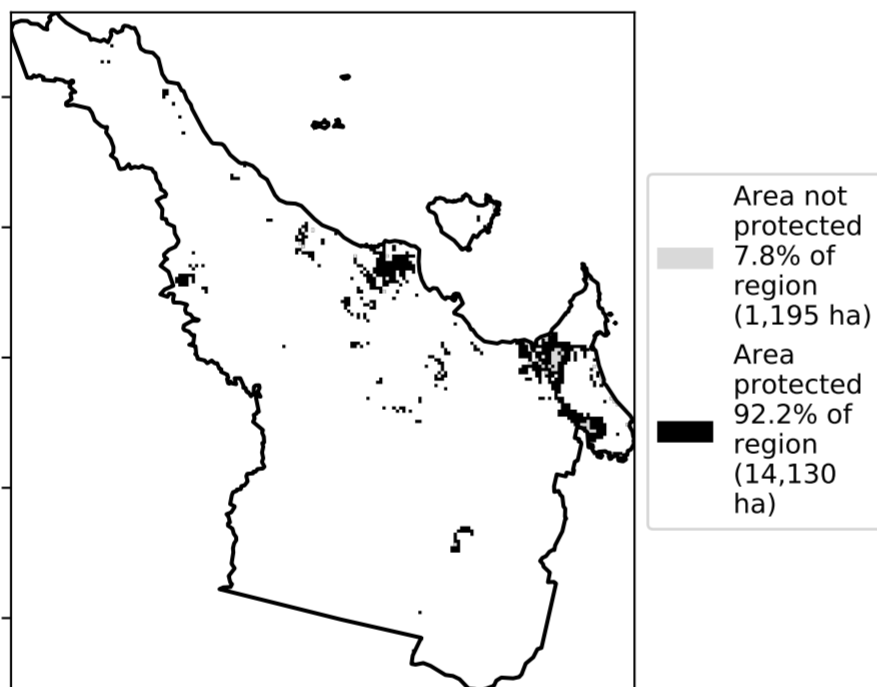 Area not
protected
7.8% of
region
(1,195 ha)
Area
protected
92.2% of
region
(14,130
ha)